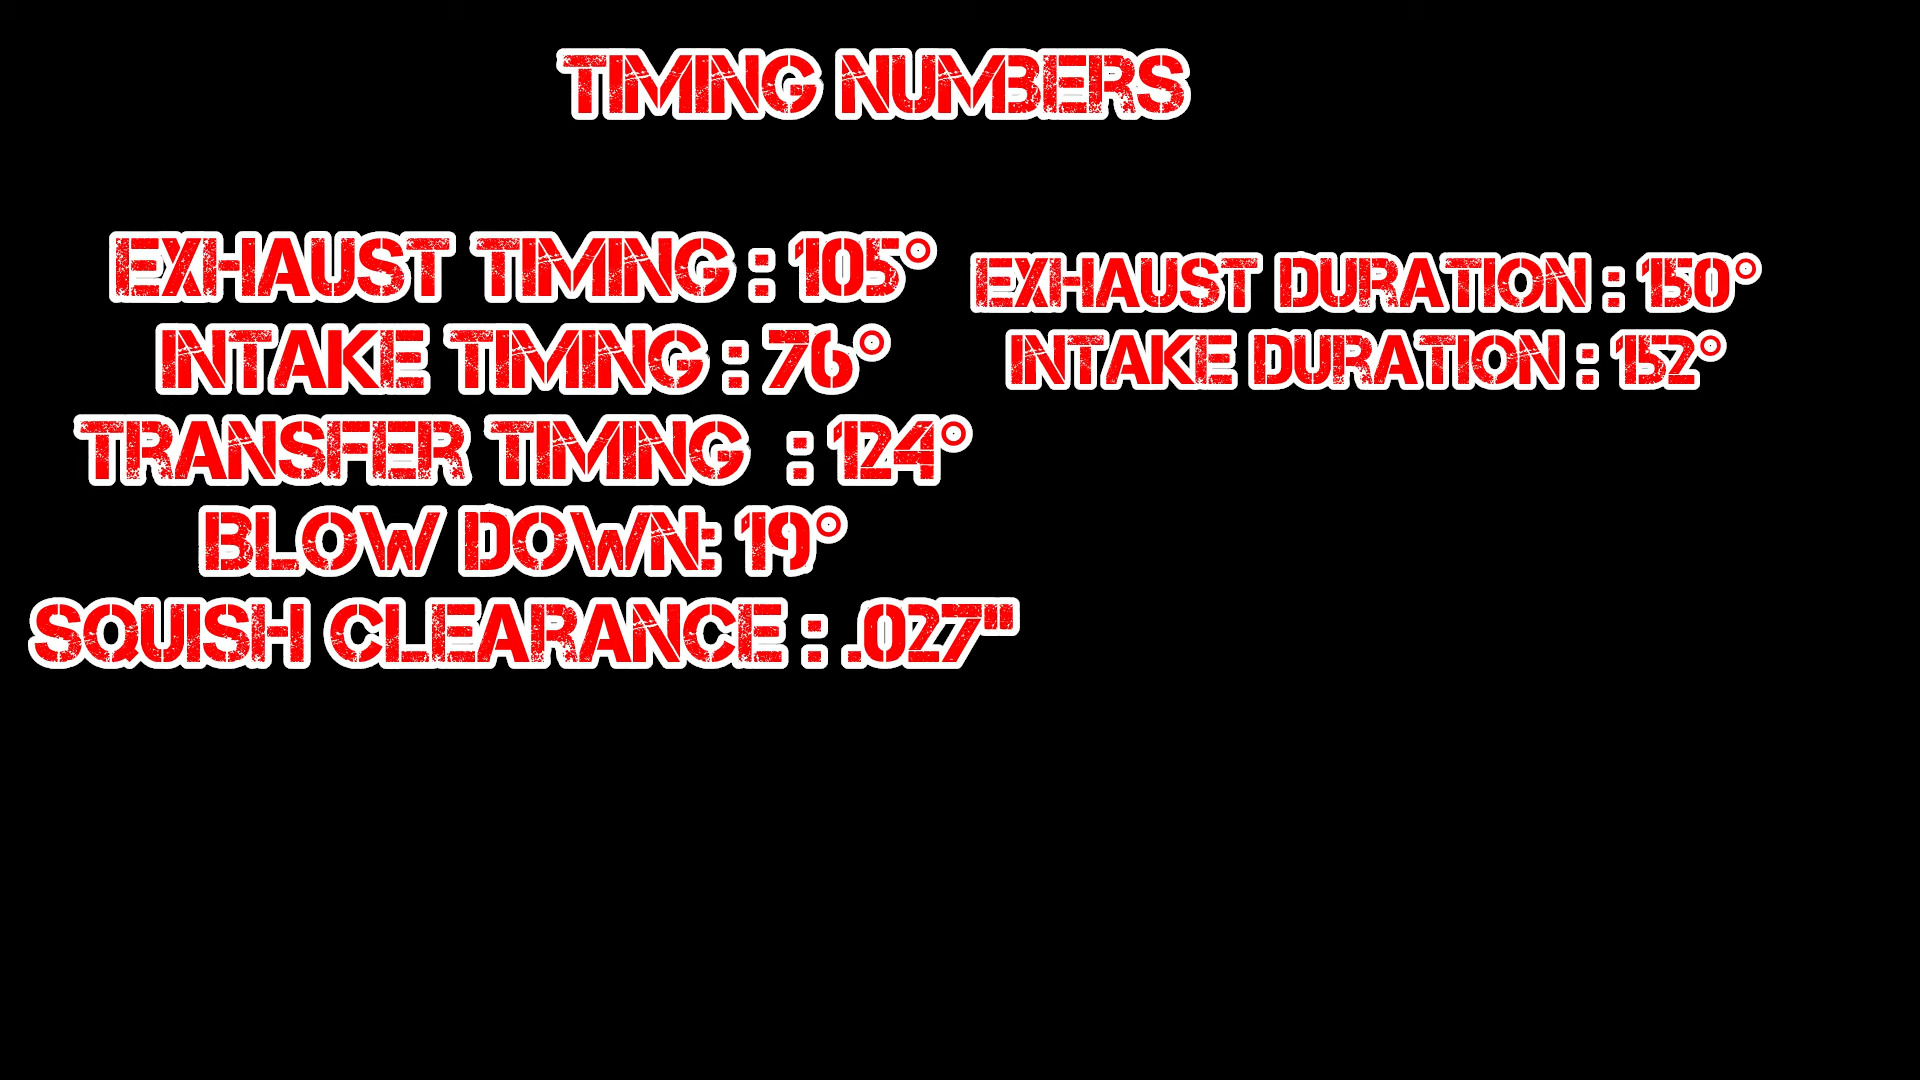 TIMING NUMBERS
EXHAUST TIMING : 105°
INTAKE TIMING : 76°
TRANSFER TIMING : 124°
BLOW DOWN: 19°
SQUISH CLEARANCE : .027"
EXHAUST DURATION : 150°
INTAKE DURATION : 152°